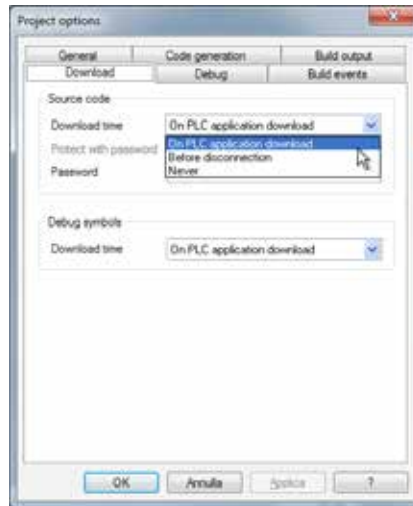 Project options
General Code generation Build output
Download Debug Build events
Source code
Download time On PLC application download
Protect with password On PLC application download
Before disconnection
Password Never
Debug symbols
Download time On PLC application download
OK Annulla Applica ?